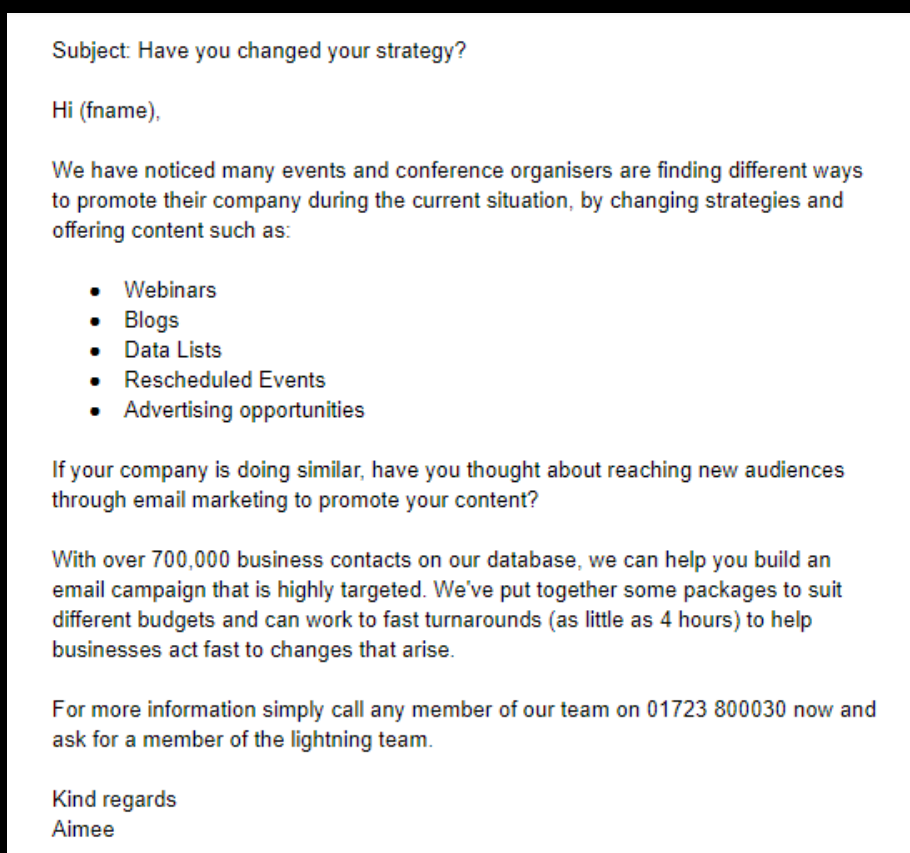 Subject: Have you changed your strategy?
Hi (fname),
We have noticed many events and conference organisers are finding different ways
to promote their company during the current situation, by changing strategies and
offering content such as:
• Webinars
• Blogs
• Data Lists
• Rescheduled Events
• Advertising opportunities
If your company is doing similar, have you thought about reaching new audiences
through email marketing to promote your content?
With over 700,000 business contacts on our database, we can help you build an
email campaign that is highly targeted. We've put together some packages to suit
different budgets and can work to fast turnarounds (as little as 4 hours) to help
businesses act fast to changes that arise.
For more information simply call any member of our team on 01723 800030 now and
ask for a member of the lightning team.
Kind regards
Aimee